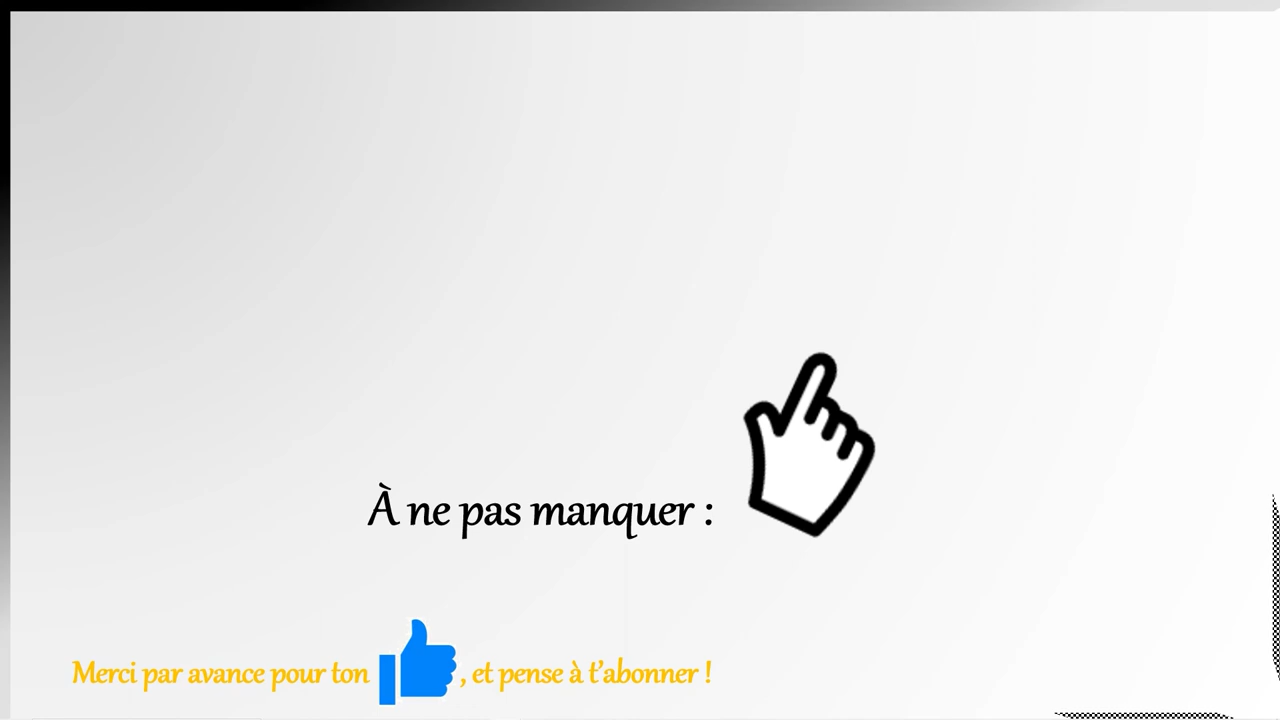 À ne pas manquer :
Merci par avance pour ton , et pense à t’abonner !